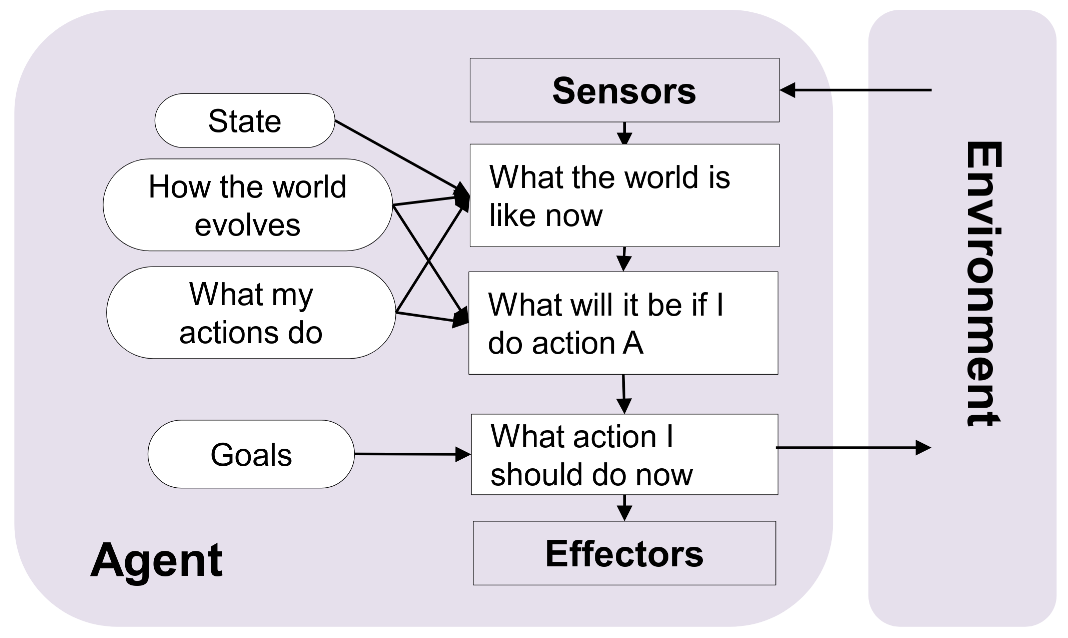 Sensors
State
What the world is
like now
How the world
evolves
What my
actions do
What will it be if I
do action A
Goals
What action I
should do now
Effectors
Agent
Environment